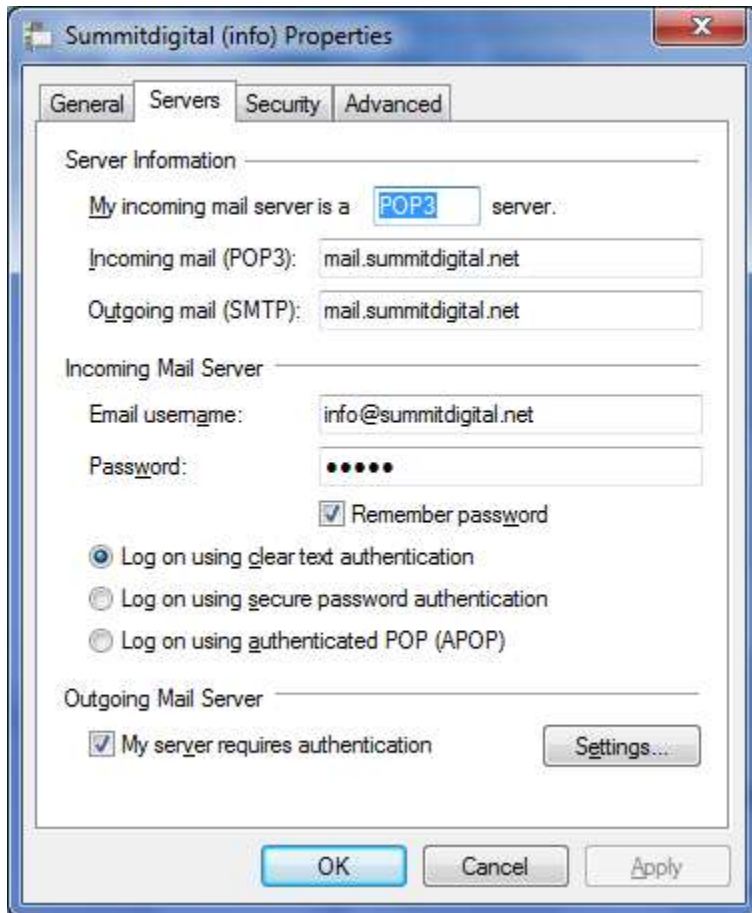 Summitdigital (info) Properties
General Servers Security Advanced
Server Information
My incoming mail server is a POP3 server.
Incoming mail (POP3): mail.summitdigital.net
Outgoing mail (SMTP): mail.summitdigital.net
Incoming Mail Server
Email username: info@summitdigital.net
Password: •••••
Remember password
Log on using clear text authentication
Log on using secure password authentication
Log on using authenticated POP (APOP)
Outgoing Mail Server
My server requires authentication Settings...
OK Cancel Apply